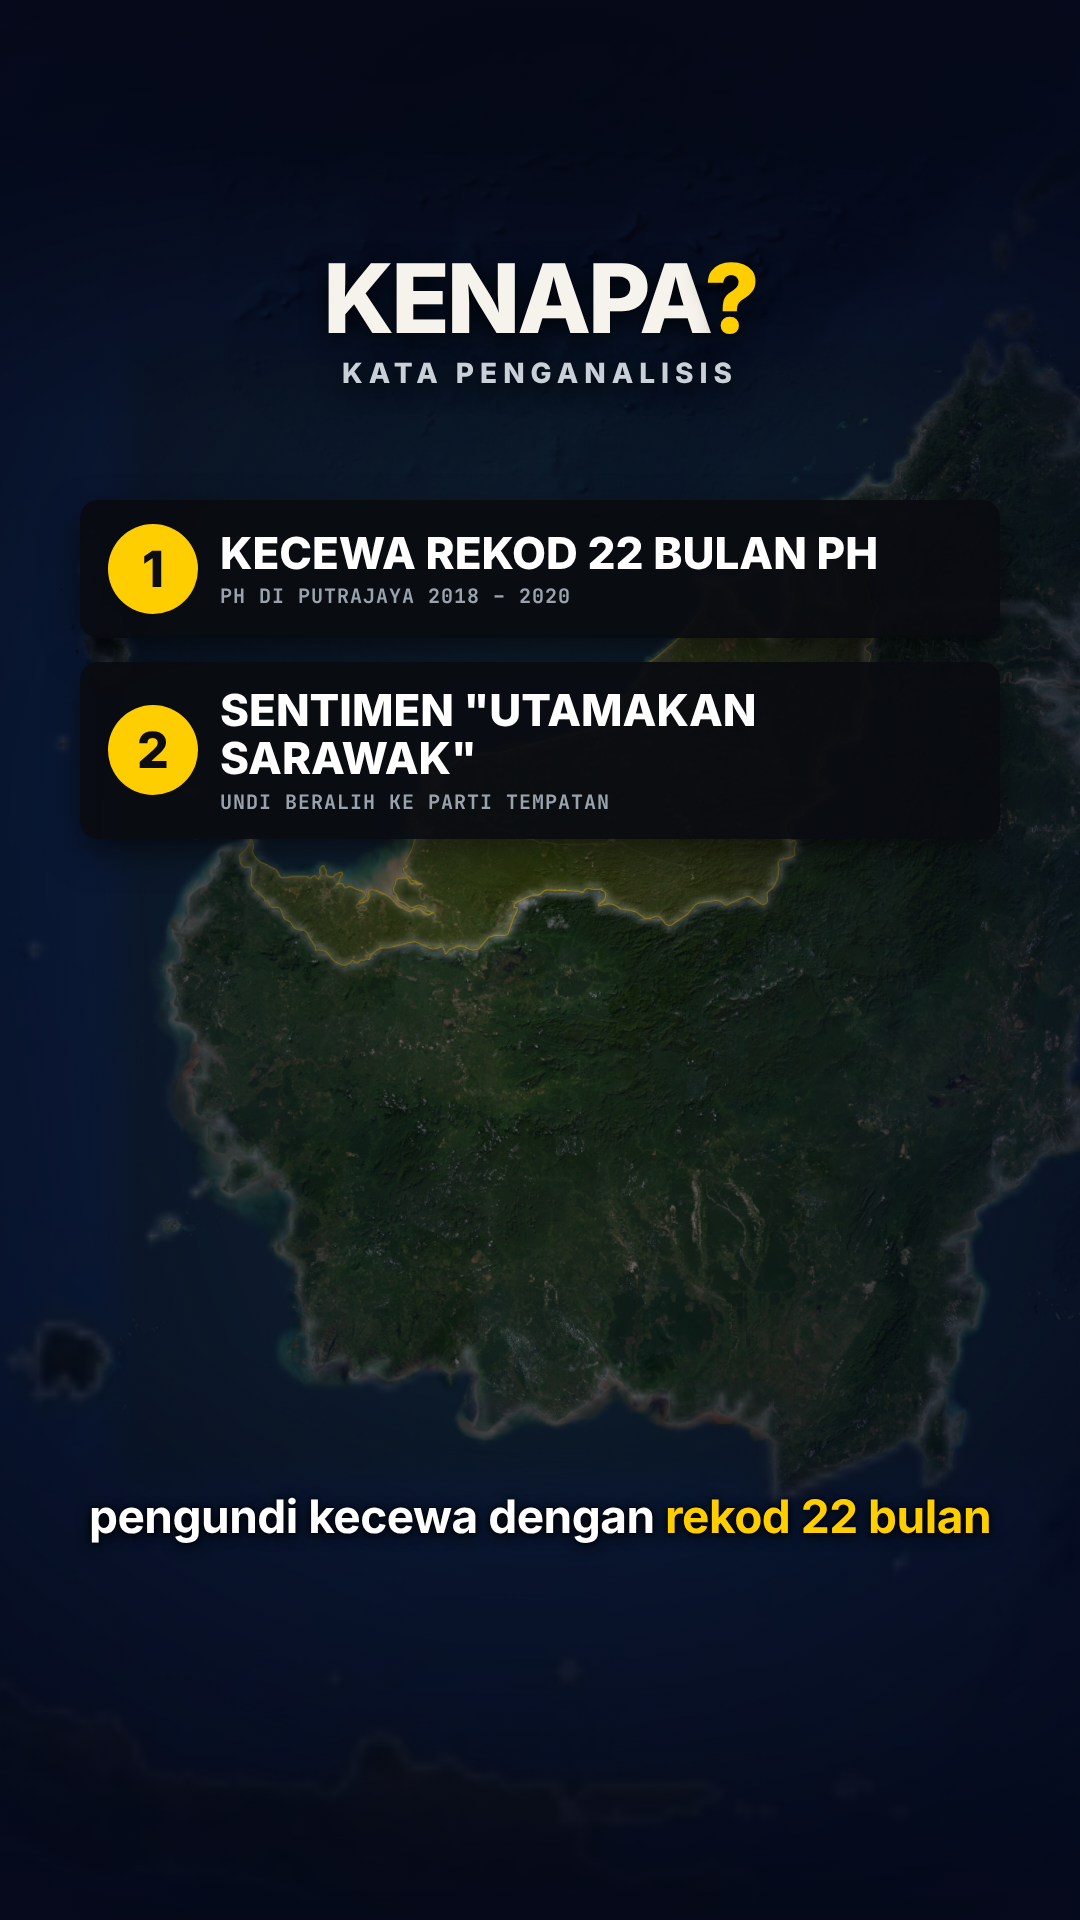 KENAPA?
KATA PENGANALISIS
1
KECEWA REKOD 22 BULAN PH
PH DI PUTRAJAYA 2018 – 2020
2
SENTIMEN "UTAMAKAN
SARAWAK"
UNDI BERALIH KE PARTI TEMPATAN
pengundi kecewa dengan rekod 22 bulan